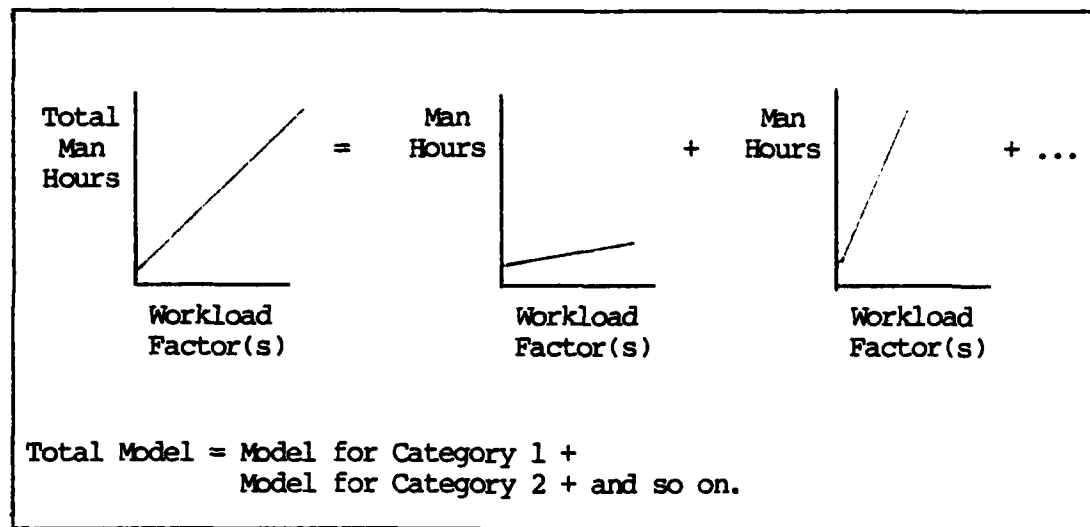 Total
Man
Hours
=
Man
Hours
+
Man
Hours
+ ...
Workload
Factor(s)
Workload
Factor(s)
Workload
Factor(s)
Total Model = Model for Category 1 +
Model for Category 2 + and so on.